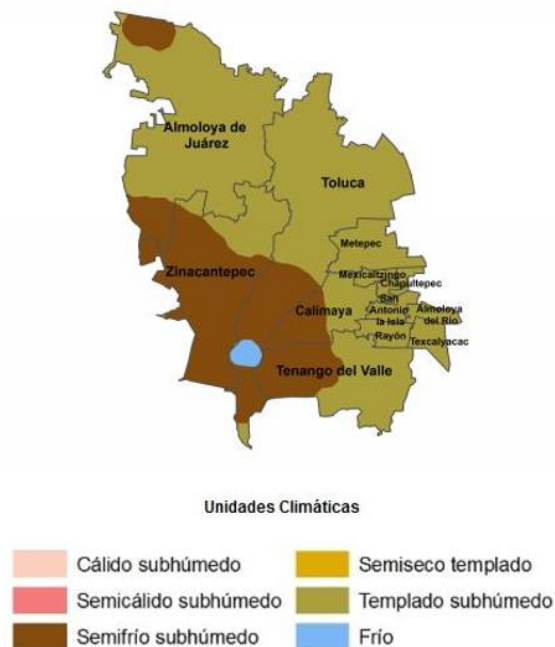 Almoloya de
Juárez
Toluca
Metepec
Zinacantepec
Mexicaltzingo
Chapultepec
San
Antonio
la Isla
Calimaya
Almoloya
del Río
Rayón
Texcalyacac
Tenango del Valle
Unidades Climáticas
Cálido subhúmedo
Semiseco templado
Semicálido subhúmedo
Templado subhúmedo
Semifrío subhúmedo
Frío